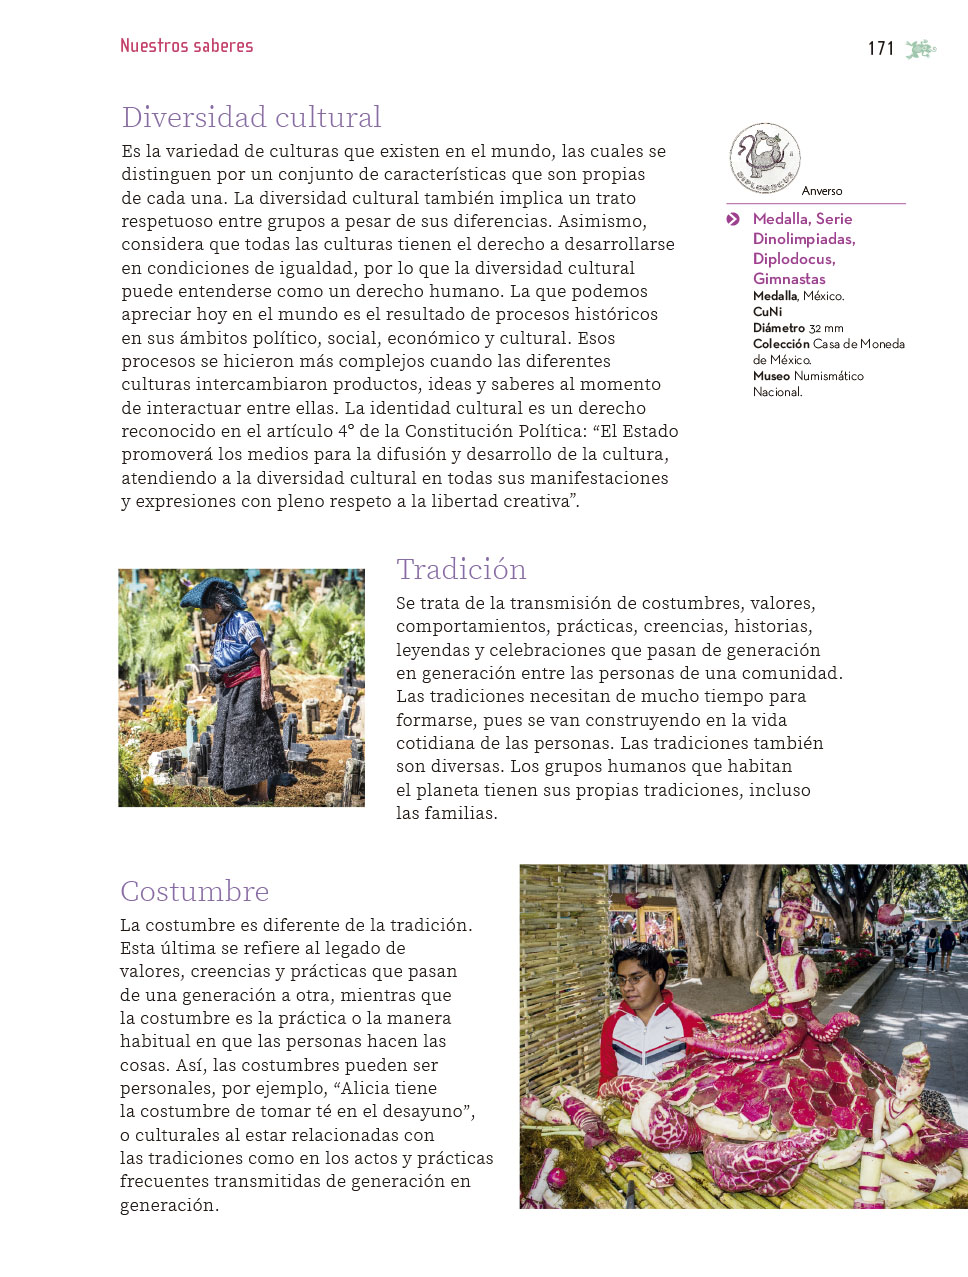 Nuestros saberes
171
Diversidad cultural
Es la variedad de culturas que existen en el mundo, las cuales se
distinguen por un conjunto de características que son propias
de cada una. La diversidad cultural también implica un trato
respetuoso entre grupos a pesar de sus diferencias. Asimismo,
considera que todas las culturas tienen el derecho a desarrollarse
en condiciones de igualdad, por lo que la diversidad cultural
puede entenderse como un derecho humano. La que podemos
apreciar hoy en el mundo es el resultado de procesos históricos
en sus ámbitos político, social, económico y cultural. Esos
procesos se hicieron más complejos cuando las diferentes
culturas intercambiaron productos, ideas y saberes al momento
de interactuar entre ellas. La identidad cultural es un derecho
reconocido en el artículo 4° de la Constitución Política: “El Estado
promoverá los medios para la difusión y desarrollo de la cultura,
atendiendo a la diversidad cultural en todas sus manifestaciones
y expresiones con pleno respeto a la libertad creativa”.
DIPLODOCUS
Anverso
Medalla, Serie
Dinolimpiadas,
Diplodocus,
Gimnastas
Medalla, México.
CuNi
Diámetro 32 mm
Colección Casa de Moneda
de México.
Museo Numismático
Nacional.
Tradición
Se trata de la transmisión de costumbres, valores,
comportamientos, prácticas, creencias, historias,
leyendas y celebraciones que pasan de generación
en generación entre las personas de una comunidad.
Las tradiciones necesitan de mucho tiempo para
formarse, pues se van construyendo en la vida
cotidiana de las personas. Las tradiciones también
son diversas. Los grupos humanos que habitan
el planeta tienen sus propias tradiciones, incluso
las familias.
Costumbre
La costumbre es diferente de la tradición.
Esta última se refiere al legado de
valores, creencias y prácticas que pasan
de una generación a otra, mientras que
la costumbre es la práctica o la manera
habitual en que las personas hacen las
cosas. Así, las costumbres pueden ser
personales, por ejemplo, “Alicia tiene
la costumbre de tomar té en el desayuno”,
o culturales al estar relacionadas con
las tradiciones como en los actos y prácticas
frecuentes transmitidas de generación en
generación.